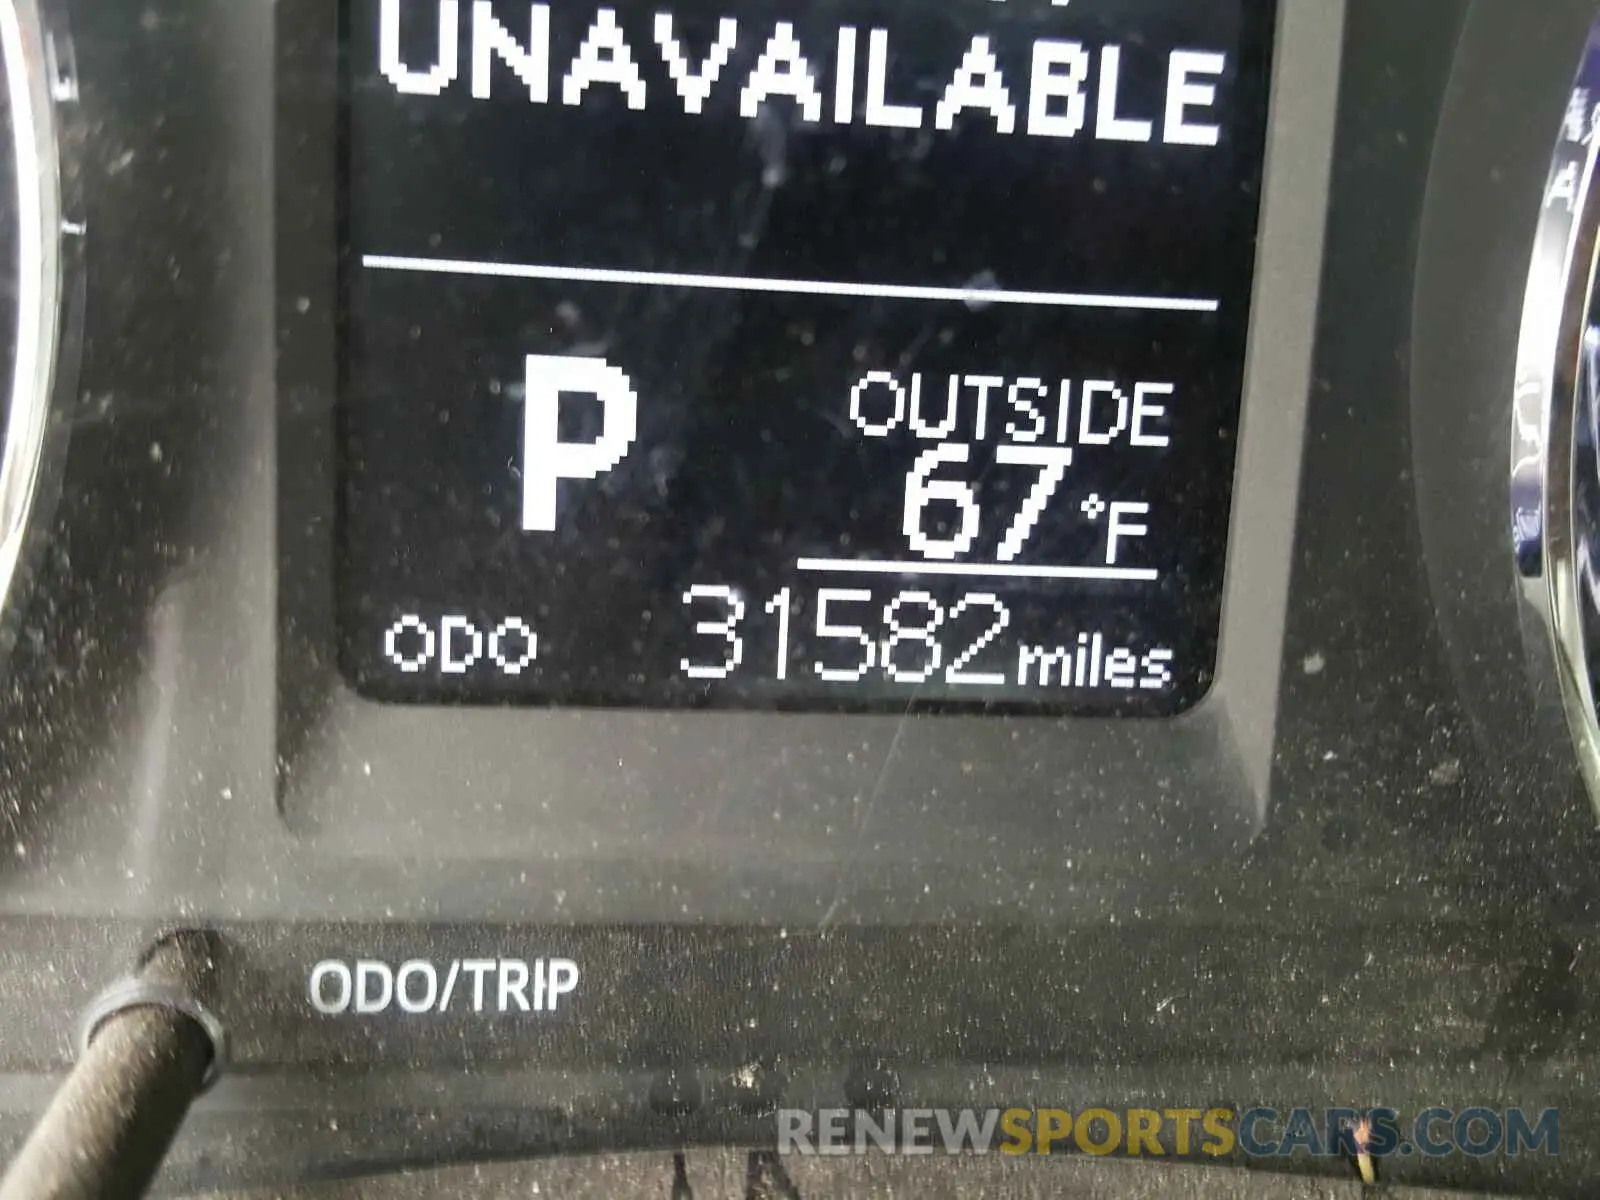 UNAVAILABLE
P
OUTSIDE
67 °F
ODO 31582 miles
ODO/TRIP
RENEWSPORTSCARS.COM